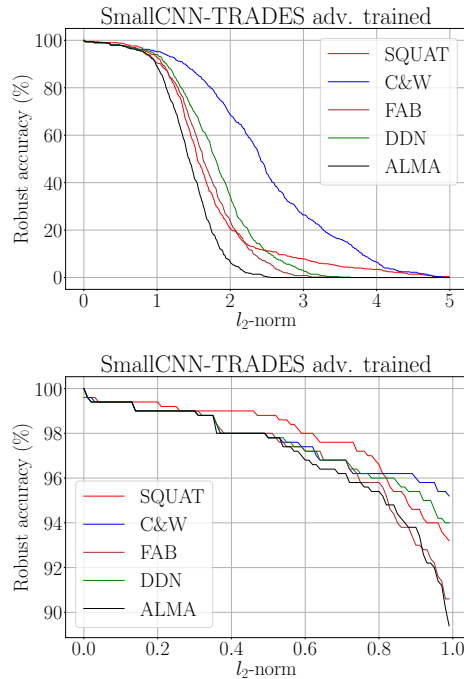 SmallCNN-TRADES adv. trained
Robust accuracy (%)
100
80
60
40
20
0
SQUAT
C&W
FAB
DDN
ALMA
0 1 2 3 4 5
l₂-norm
SmallCNN-TRADES adv. trained
Robust accuracy (%)
100
98
96
94
92
90
SQUAT
C&W
FAB
DDN
ALMA
0.0 0.2 0.4 0.6 0.8 1.0
l₂-norm